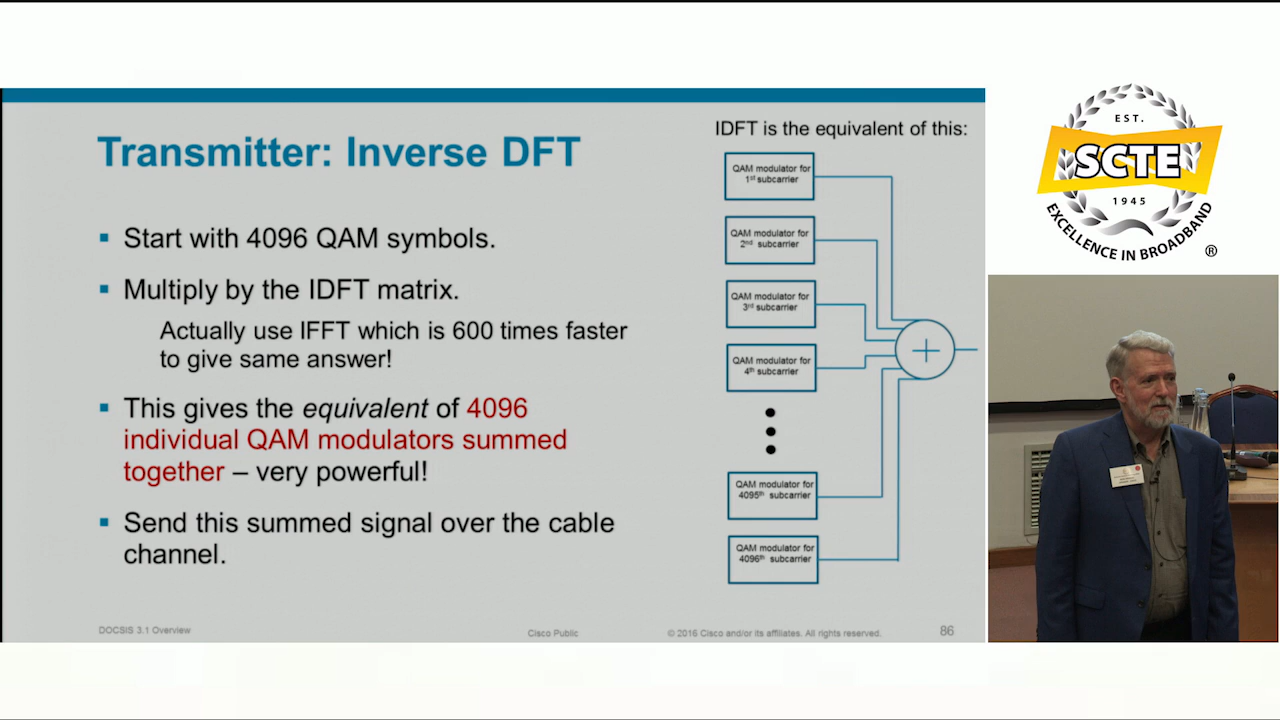 Transmitter: Inverse DFT
Start with 4096 QAM symbols.
Multiply by the IDFT matrix.
Actually use IFFT which is 600 times faster
to give same answer!
This gives the equivalent of 4096
individual QAM modulators summed
together – very powerful!
Send this summed signal over the cable
channel.
IDFT is the equivalent of this:
QAM modulator for
1st subcarrier
QAM modulator for
2nd subcarrier
QAM modulator for
3rd subcarrier
QAM modulator for
4th subcarrier
+
QAM modulator for
4095th subcarrier
QAM modulator for
4096th subcarrier
DOCSIS 3.1 Overview
Cisco Public
© 2016 Cisco and/or its affiliates. All rights reserved.
86
EST.
SCTE
1945
EXCELLENCE IN BROADBAND
®